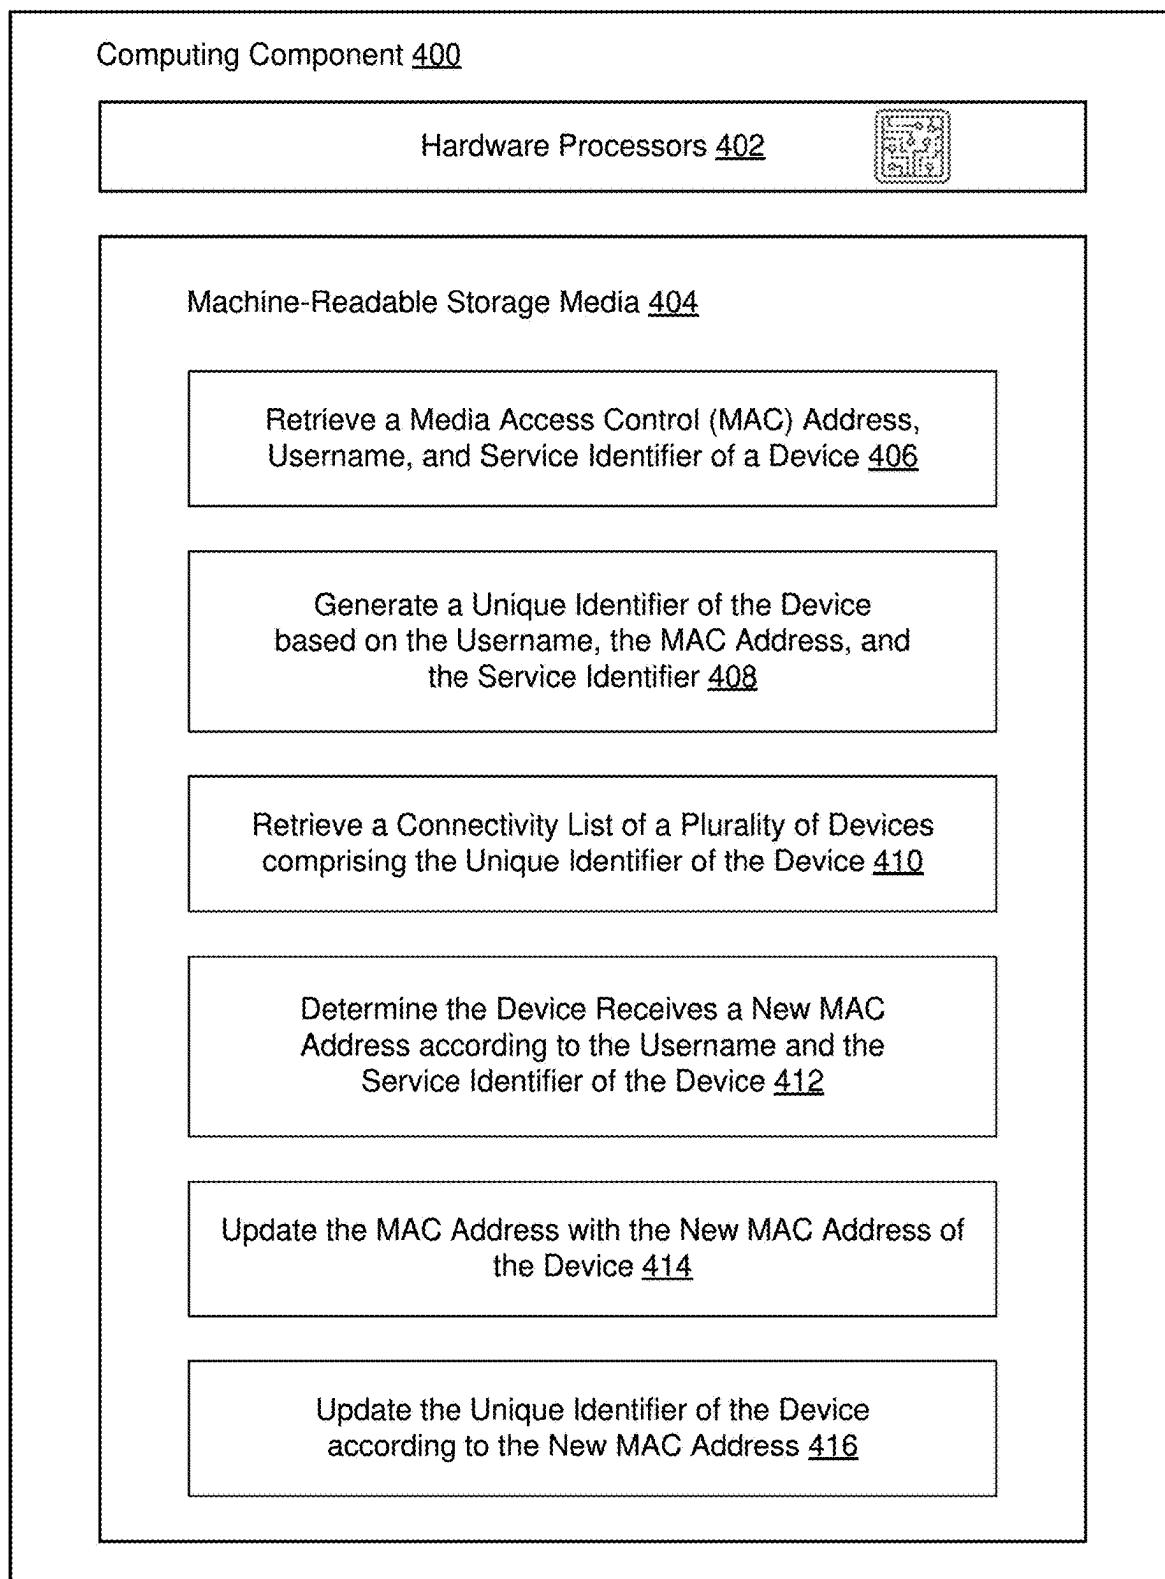 Computing Component 400
Hardware Processors 402
Machine-Readable Storage Media 404
Retrieve a Media Access Control (MAC) Address,
Username, and Service Identifier of a Device 406
Generate a Unique Identifier of the Device
based on the Username, the MAC Address, and
the Service Identifier 408
Retrieve a Connectivity List of a Plurality of Devices
comprising the Unique Identifier of the Device 410
Determine the Device Receives a New MAC
Address according to the Username and the
Service Identifier of the Device 412
Update the MAC Address with the New MAC Address of
the Device 414
Update the Unique Identifier of the Device
according to the New MAC Address 416